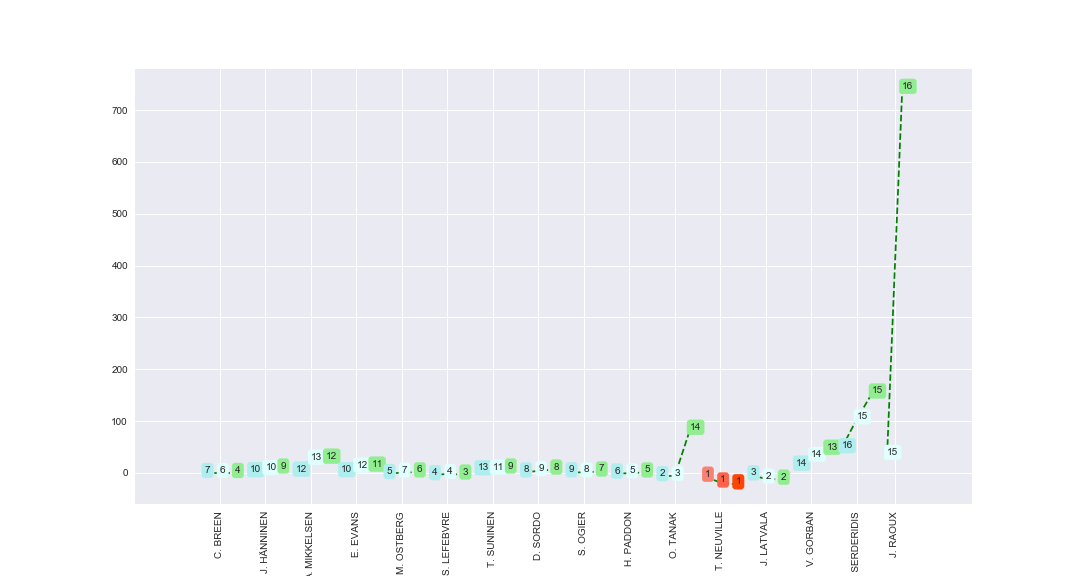 700
600
500
400
300
200
100
0
7 6 4
10 10 9
12 13 12
10 12 11
5 7 6
4 4 3
13 11 9
8 9 8
9 8 7
6 5 5
2 3 14
1 1 1
3 2 2
14 14 13
16 15 15
15 16
C. BREEN
J. HANNINEN
MIKKELSEN
E. EVANS
M. OSTBERG
S. LEFEBVRE
T. SUNINEN
D. SORDO
S. OGIER
H. PADDON
O. TANAK
T. NEUVILLE
J. LATVALA
V. GORBAN
SERDERIDIS
J. RAOUX